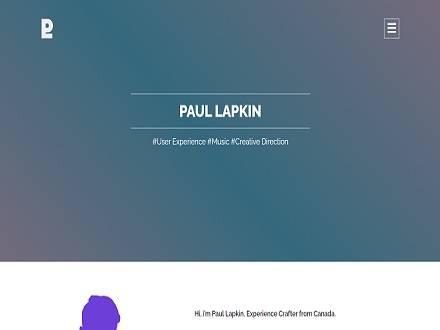 PAUL LAPKIN
#User Experience #Music #Creative Direction
Hi, i'm Paul Lapkin, Experience Crafter from Canada.